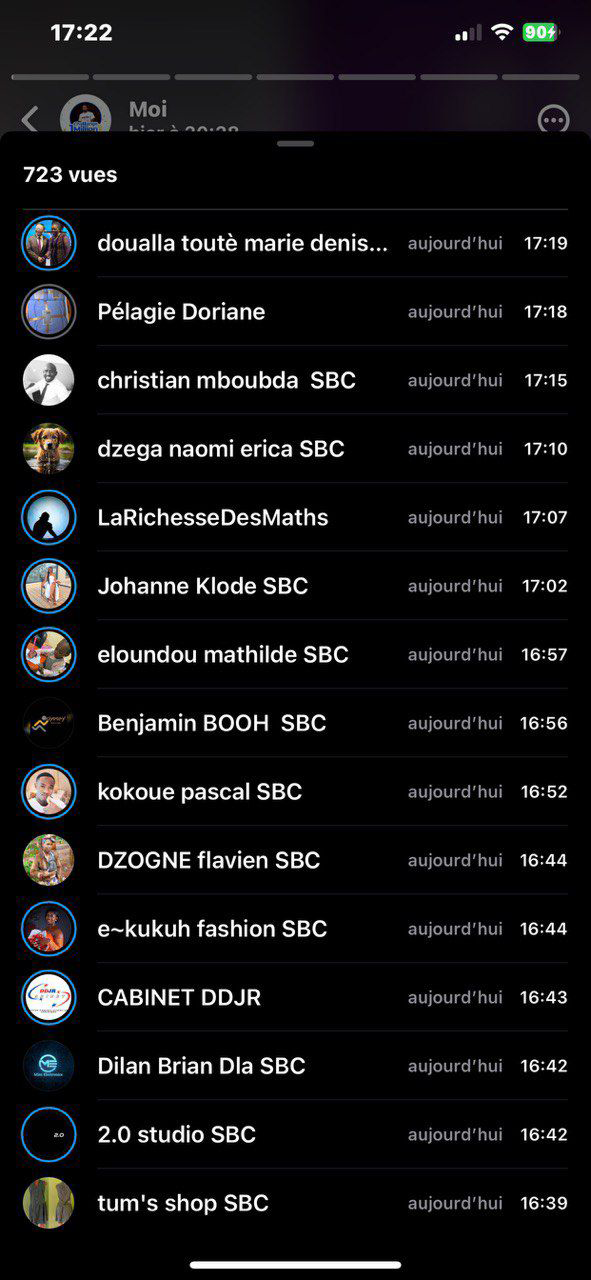 17:22
90
Moi
hier à 20:28
723 vues
doualla toutè marie denis... aujourd'hui 17:19
Pélagie Doriane aujourd'hui 17:18
christian mboubda SBC aujourd'hui 17:15
dzega naomi erica SBC aujourd'hui 17:10
LaRichesseDesMaths aujourd'hui 17:07
Johanne Klode SBC aujourd'hui 17:02
eloundou mathilde SBC aujourd'hui 16:57
Benjamin BOOH SBC aujourd'hui 16:56
kokoue pascal SBC aujourd'hui 16:52
DZOGNE flavien SBC aujourd'hui 16:44
e~kukuh fashion SBC aujourd'hui 16:44
DDJR
CABINET DDJR aujourd'hui 16:43
Dilan Brian Dla SBC aujourd'hui 16:42
2.0
2.0 studio SBC aujourd'hui 16:42
tum's shop SBC aujourd'hui 16:39